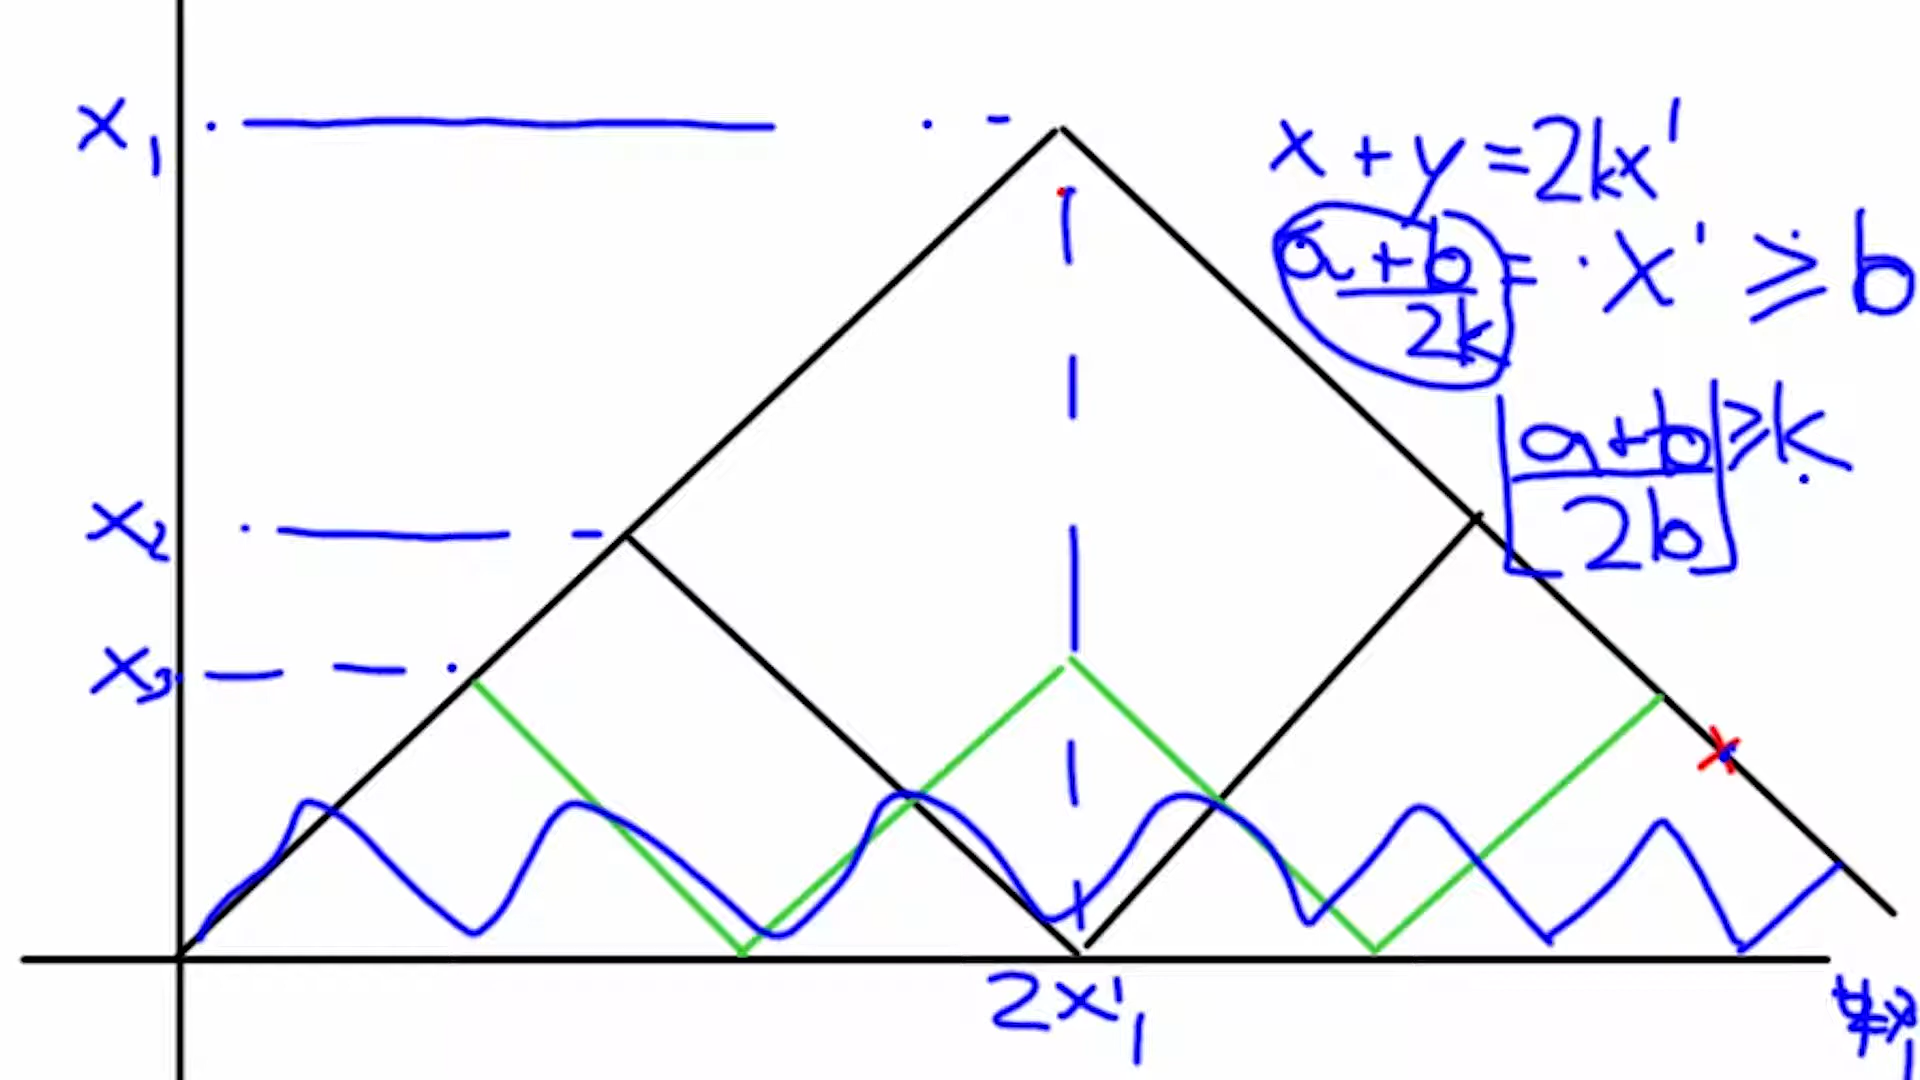 x₁
x + y = 2kx'
(a + b)/2k = · x' ≥ b
⌊(a + b)/2b⌋ ≥ k
x₂
x₃
2x'₁